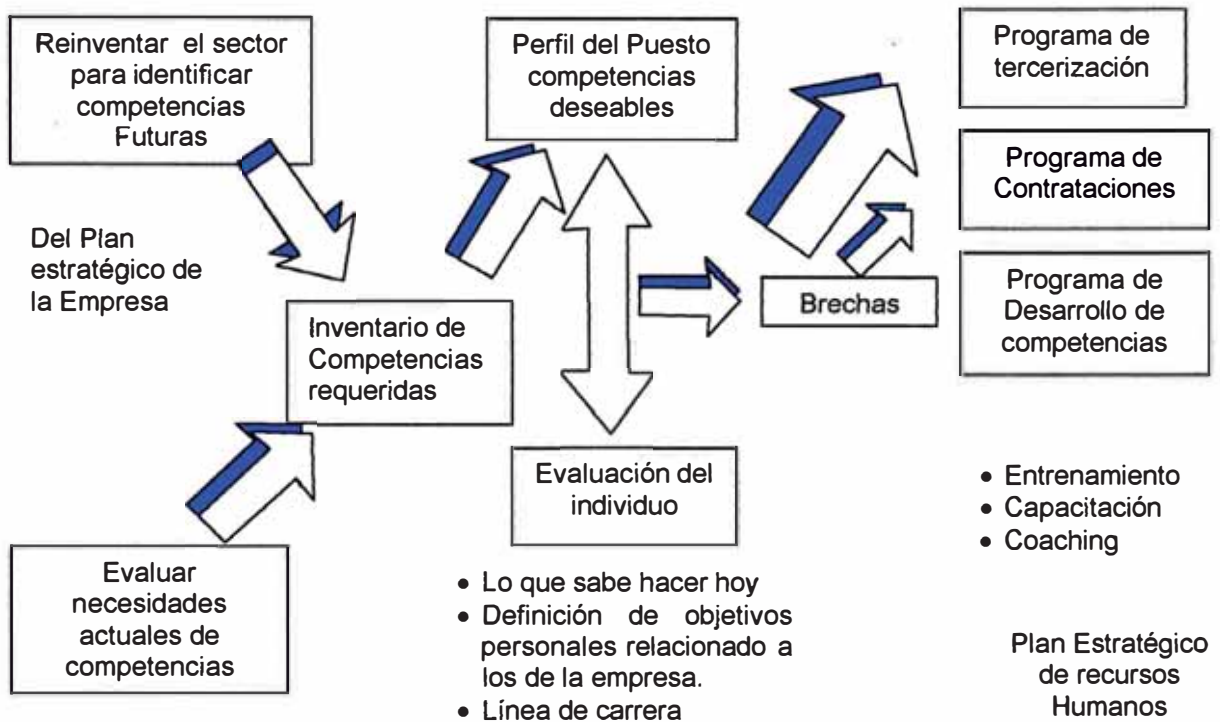 Reinventar el sector
para identificar
competencias
Futuras
Del Plan
estratégico de
la Empresa
Inventario de
Competencias
requeridas
Evaluar
necesidades
actuales de
competencias
Perfil del Puesto
competencias
deseables
Evaluación del
individuo
• Lo que sabe hacer hoy
• Definición de objetivos
personales relacionado a
los de la empresa.
• Línea de carrera
Brechas
Programa de
tercerización
Programa de
Contrataciones
Programa de
Desarrollo de
competencias
• Entrenamiento
• Capacitación
• Coaching
Plan Estratégico
de recursos
Humanos